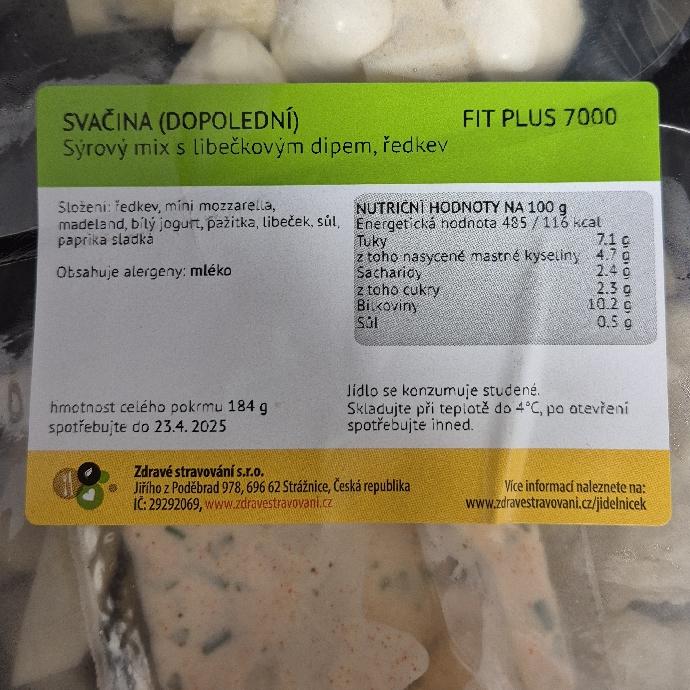 SVAČINA (DOPOLEDNÍ)
FIT PLUS 7000
Sýrový mix s libečkovým dipem, ředkev
Složení: ředkev, mini mozzarella,
madeland, bílý jogurt, pažitka, libeček, sůl,
paprika sladká
Obsahuje alergeny: mléko
NUTRIČNÍ HODNOTY NA 100 g
Energetická hodnota 485 / 116 kcal
Tuky 7.1 g
z toho nasycené mastné kyseliny 4.7 g
Sacharidy 2.4 g
z toho cukry 2.3 g
Bílkoviny 10.2 g
Sůl 0.5 g
hmotnost celého pokrmu 184 g
spotřebujte do 23.4. 2025
Jídlo se konzumuje studené.
Skladujte při teplotě do 4°C, po otevření
spotřebujte ihned.
Zdravé stravování s.r.o.
Jiřího z Poděbrad 978, 696 62 Strážnice, Česká republika
IČ: 29292069, www.zdravestravovani.cz
Více informací naleznete na:
www.zdravestravovani.cz/jidelnicek